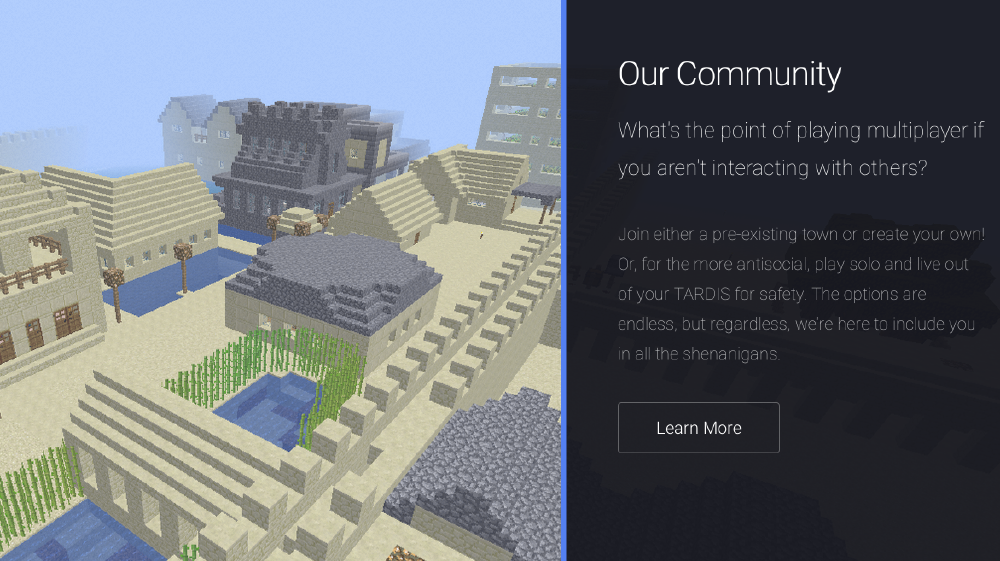 Our Community
What's the point of playing multiplayer if
you aren't interacting with others?
Join either a pre-existing town or create your own!
Or, for the more antisocial, play solo and live out
of your TARDIS for safety. The options are
endless, but regardless, we're here to include you
in all the shenanigans.
Learn More